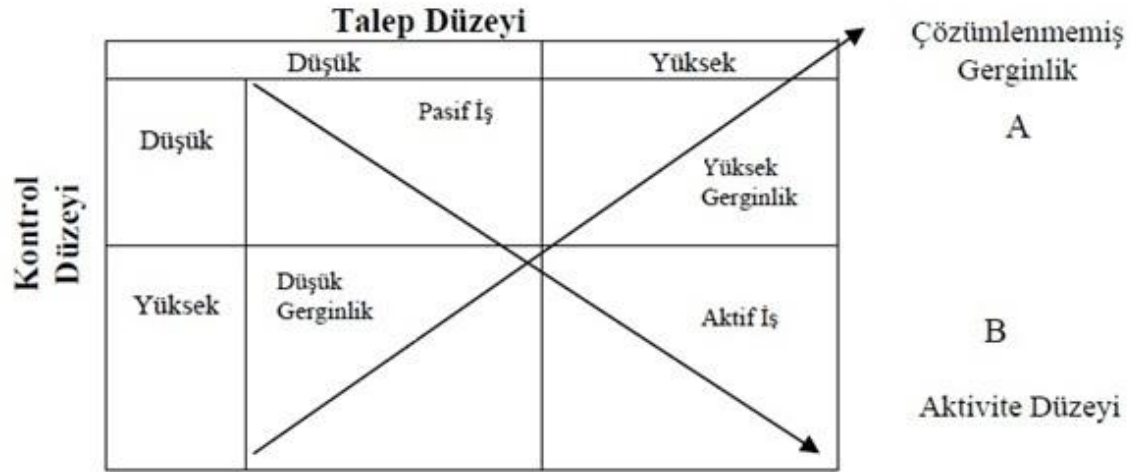 Talep Düzeyi
Düşük
Yüksek
Çözümlenmemiş
Gerginlik
A
Kontrol
Düzeyi
Düşük
Pasif İş
Yüksek
Gerginlik
Yüksek
Düşük
Gerginlik
Aktif İş
B
Aktivite Düzeyi